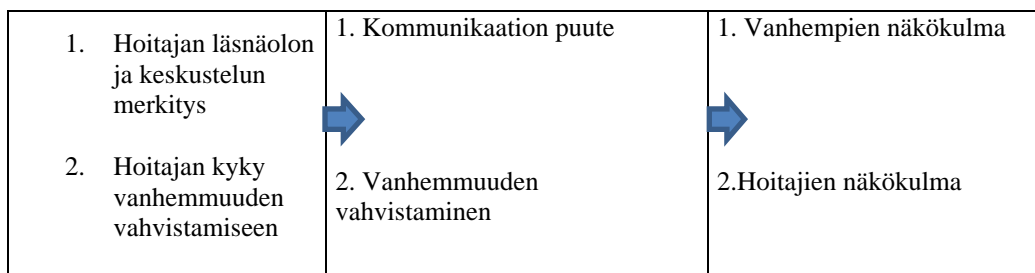 1. Hoitajan läsnäolon
ja keskustelun
merkitys
2. Hoitajan kyky
vanhemmuuden
vahvistamiseen
1. Kommunikaation puute
2. Vanhemmuuden
vahvistaminen
1. Vanhempien näkökulma
2.Hoitajien näkökulma